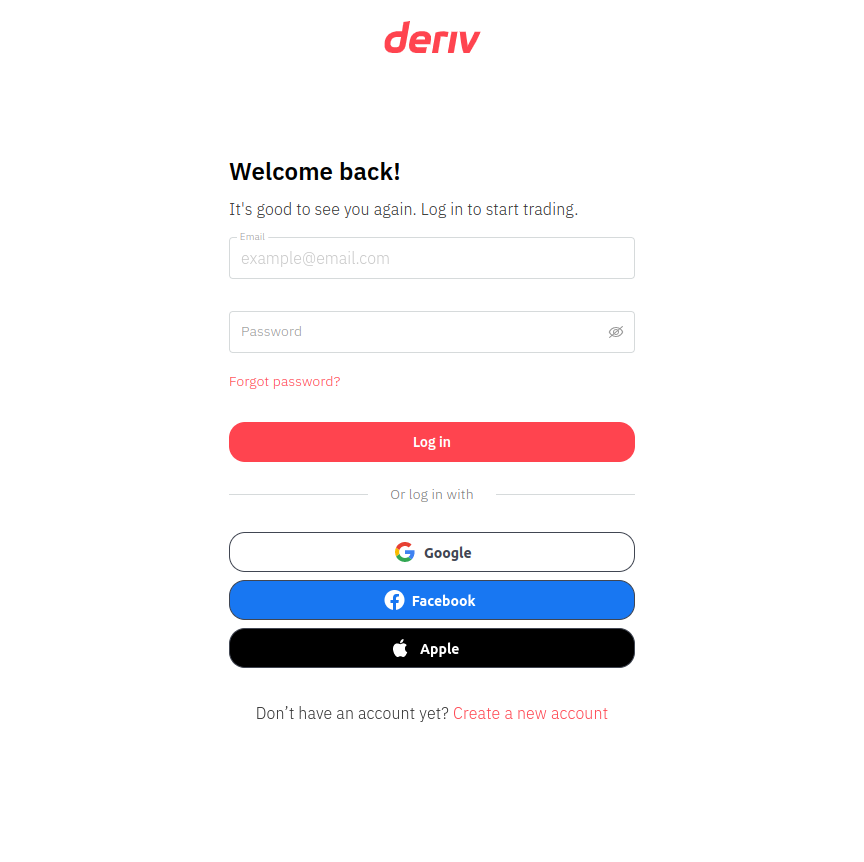 deriv
Welcome back!
It's good to see you again. Log in to start trading.
Email
example@email.com
Password
Forgot password?
Log in
Or log in with
Google
Facebook
Apple
Don’t have an account yet? Create a new account